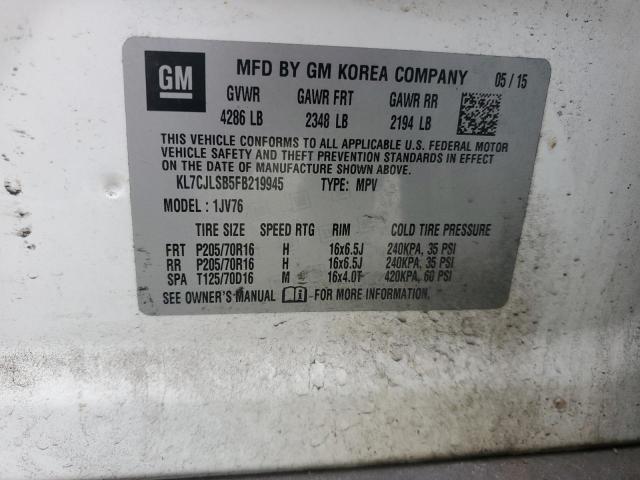 GM MFD BY GM KOREA COMPANY 05 / 15
GVWR GAWR FRT GAWR RR
4286 LB 2348 LB 2194 LB
THIS VEHICLE CONFORMS TO ALL APPLICABLE U.S. FEDERAL MOTOR
VEHICLE SAFETY AND THEFT PREVENTION STANDARDS IN EFFECT
ON THE DATE OF MANUFACTURE SHOWN ABOVE.
KL7CJLSB5FB219945 TYPE: MPV
MODEL : 1JV76
TIRE SIZE SPEED RTG RIM COLD TIRE PRESSURE
FRT P205/70R16 H 16x6.5J 240KPA, 35 PSI
RR P205/70R16 H 16x6.5J 240KPA, 35 PSI
SPA T125/70D16 M 16x4.0T 420KPA, 60 PSI
SEE OWNER'S MANUAL - FOR MORE INFORMATION.